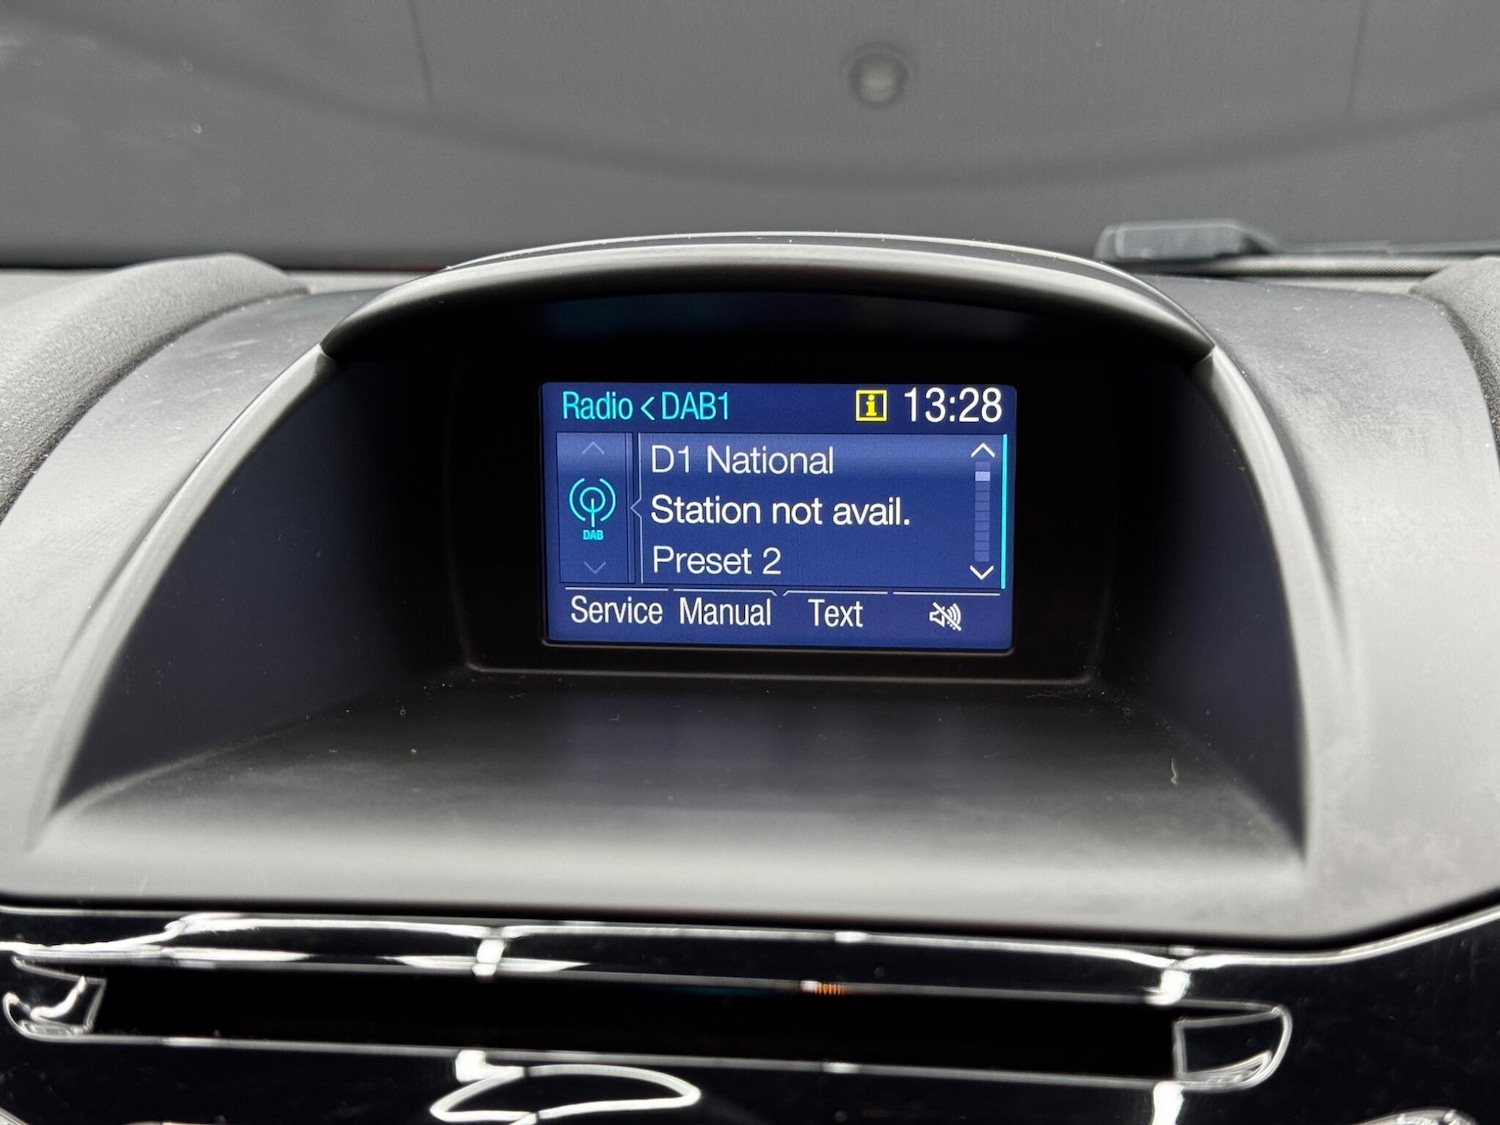 Radio < DAB1 i 13:28
D1 National
Station not avail.
Preset 2
DAB
Service Manual Text